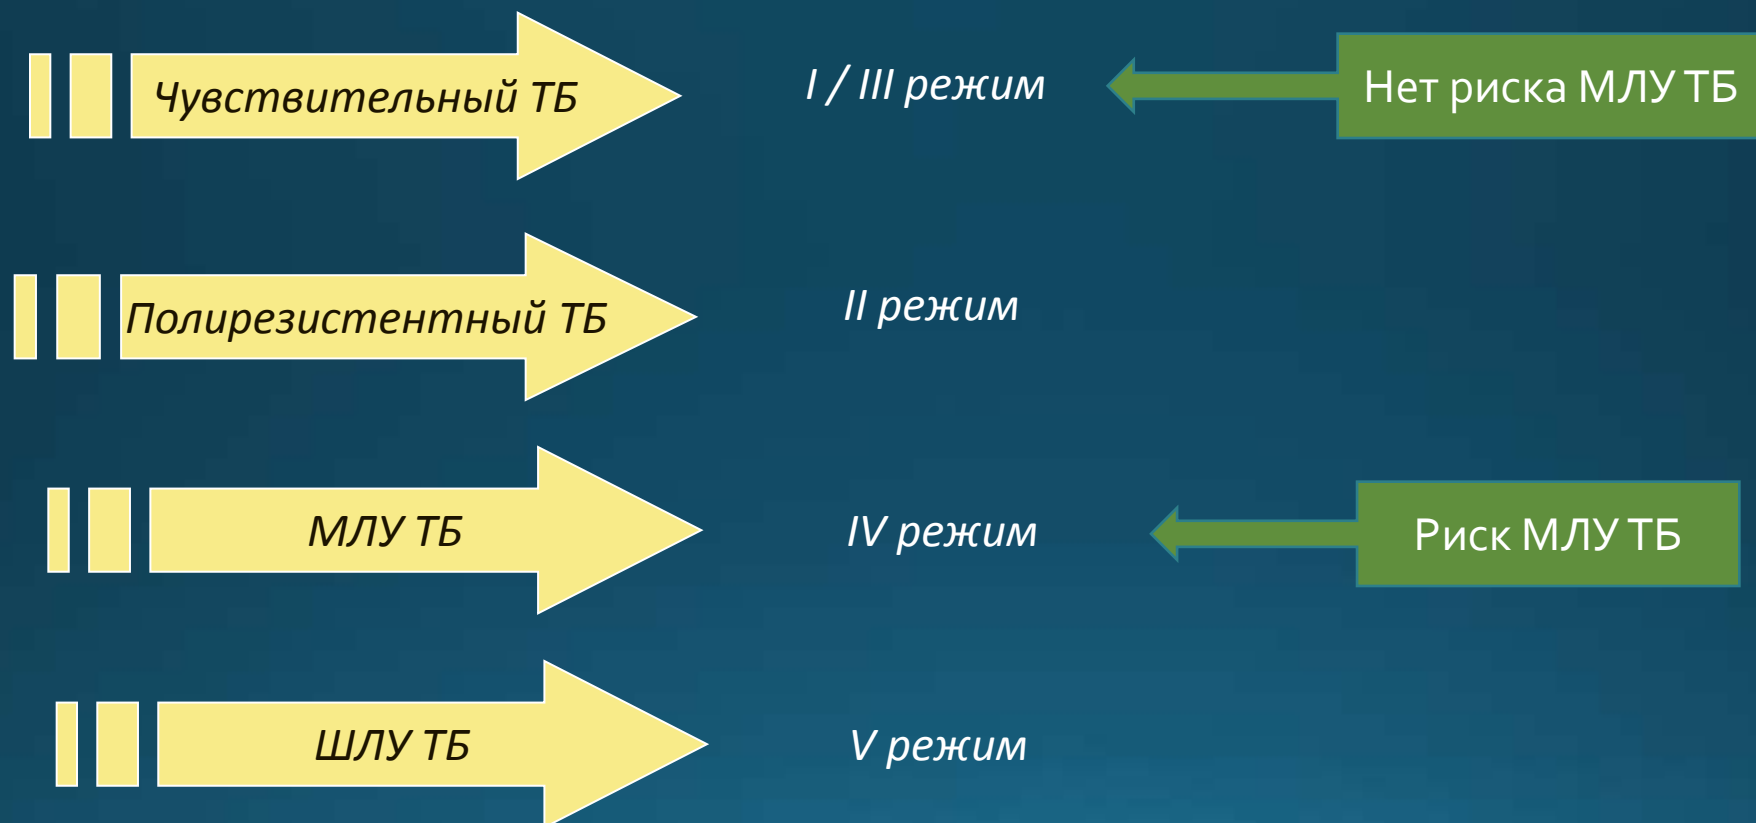 Чувствительный ТБ
I / III режим
Нет риска МЛУ ТБ
Полирезистентный ТБ
II режим
МЛУ ТБ
IV режим
Риск МЛУ ТБ
ШЛУ ТБ
V режим